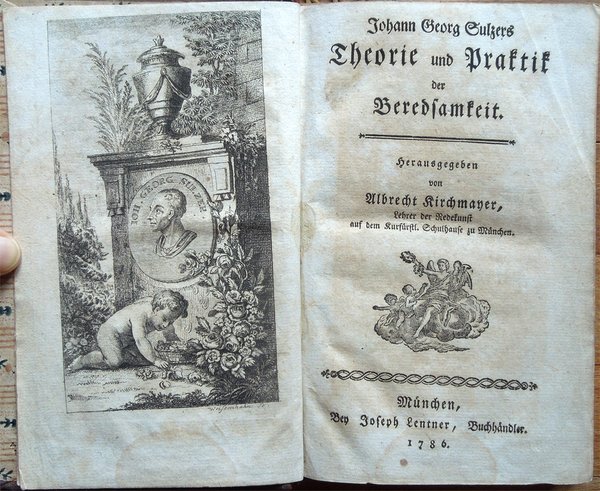 JOH. GEORG. SULZER.
Johann Georg Sulzers
Theorie und Praktik
der
Beredsamkeit.
Herausgegeben
von
Albrecht Kirchmayer,
Lehrer der Redekunst
auf dem Kurfürstl. Schulhause zu München.
München,
Bey Joseph Lentner, Buchhändler.
1786.